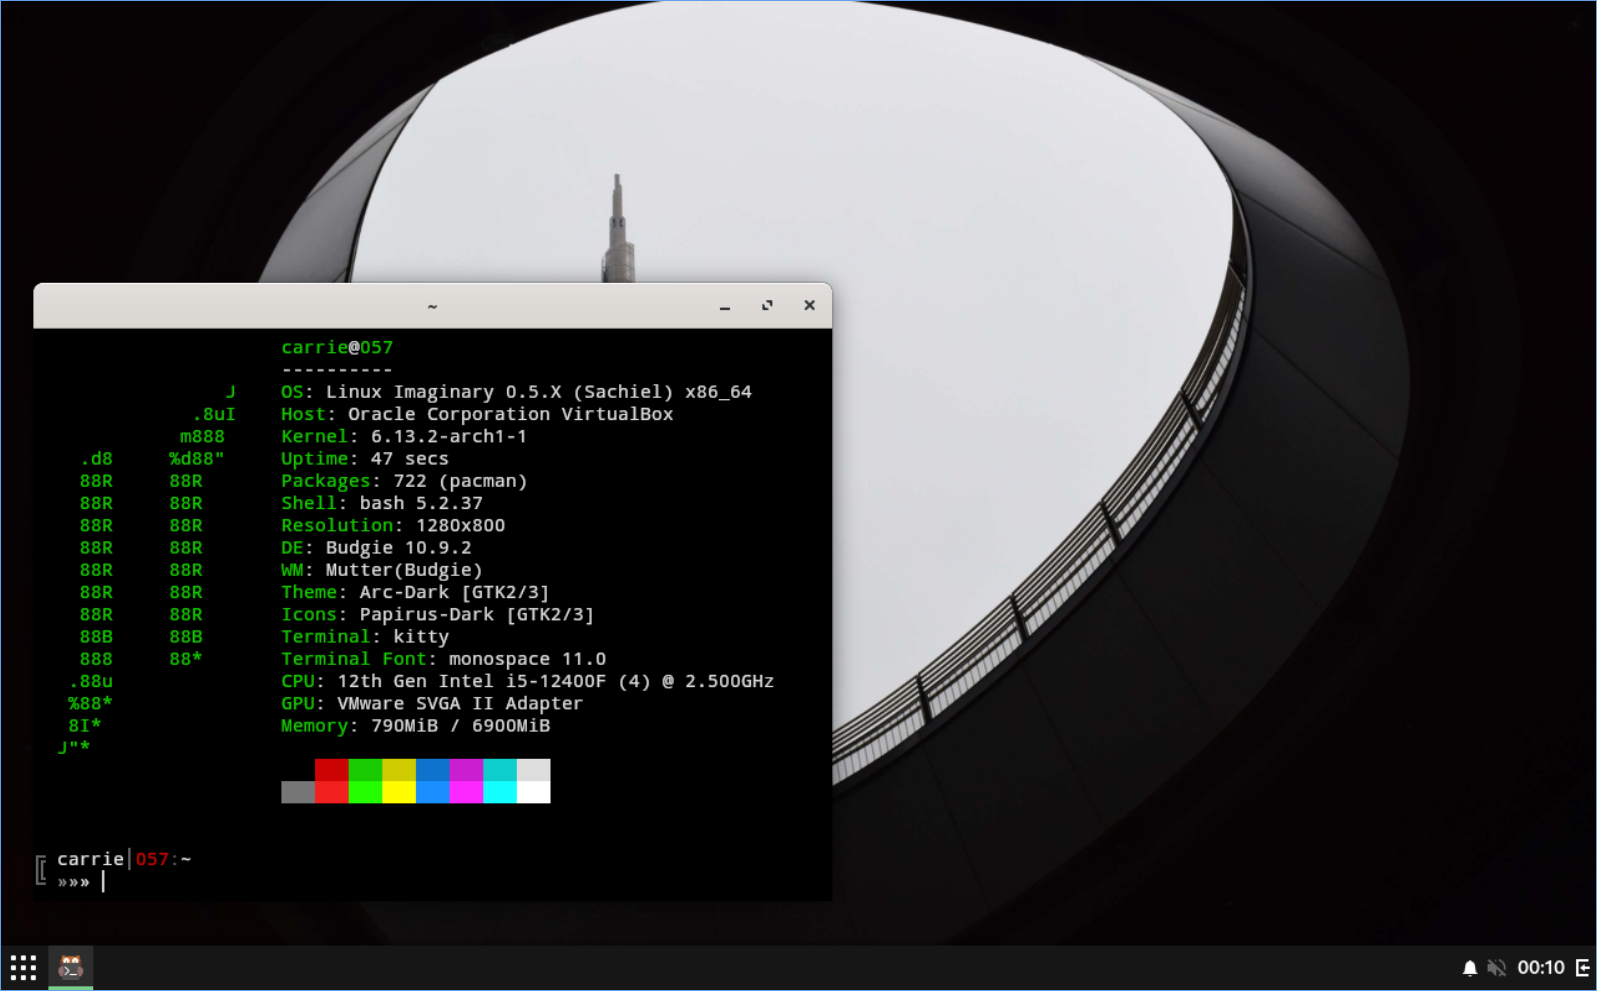 ~
carrie@057
----------
OS: Linux Imaginary 0.5.X (Sachiel) x86_64
Host: Oracle Corporation VirtualBox
Kernel: 6.13.2-arch1-1
Uptime: 47 secs
Packages: 722 (pacman)
Shell: bash 5.2.37
Resolution: 1280x800
DE: Budgie 10.9.2
WM: Mutter(Budgie)
Theme: Arc-Dark [GTK2/3]
Icons: Papirus-Dark [GTK2/3]
Terminal: kitty
Terminal Font: monospace 11.0
CPU: 12th Gen Intel i5-12400F (4) @ 2.500GHz
GPU: VMware SVGA II Adapter
Memory: 790MiB / 6900MiB
J
.8uI
m888
.d8 %d88"
88R 88R
88R 88R
88R 88R
88R 88R
88R 88R
88R 88R
88R 88R
88B 88B
888 88*
.88u
%88*
8I*
J"*
carrie|057:~
»»»
00:10